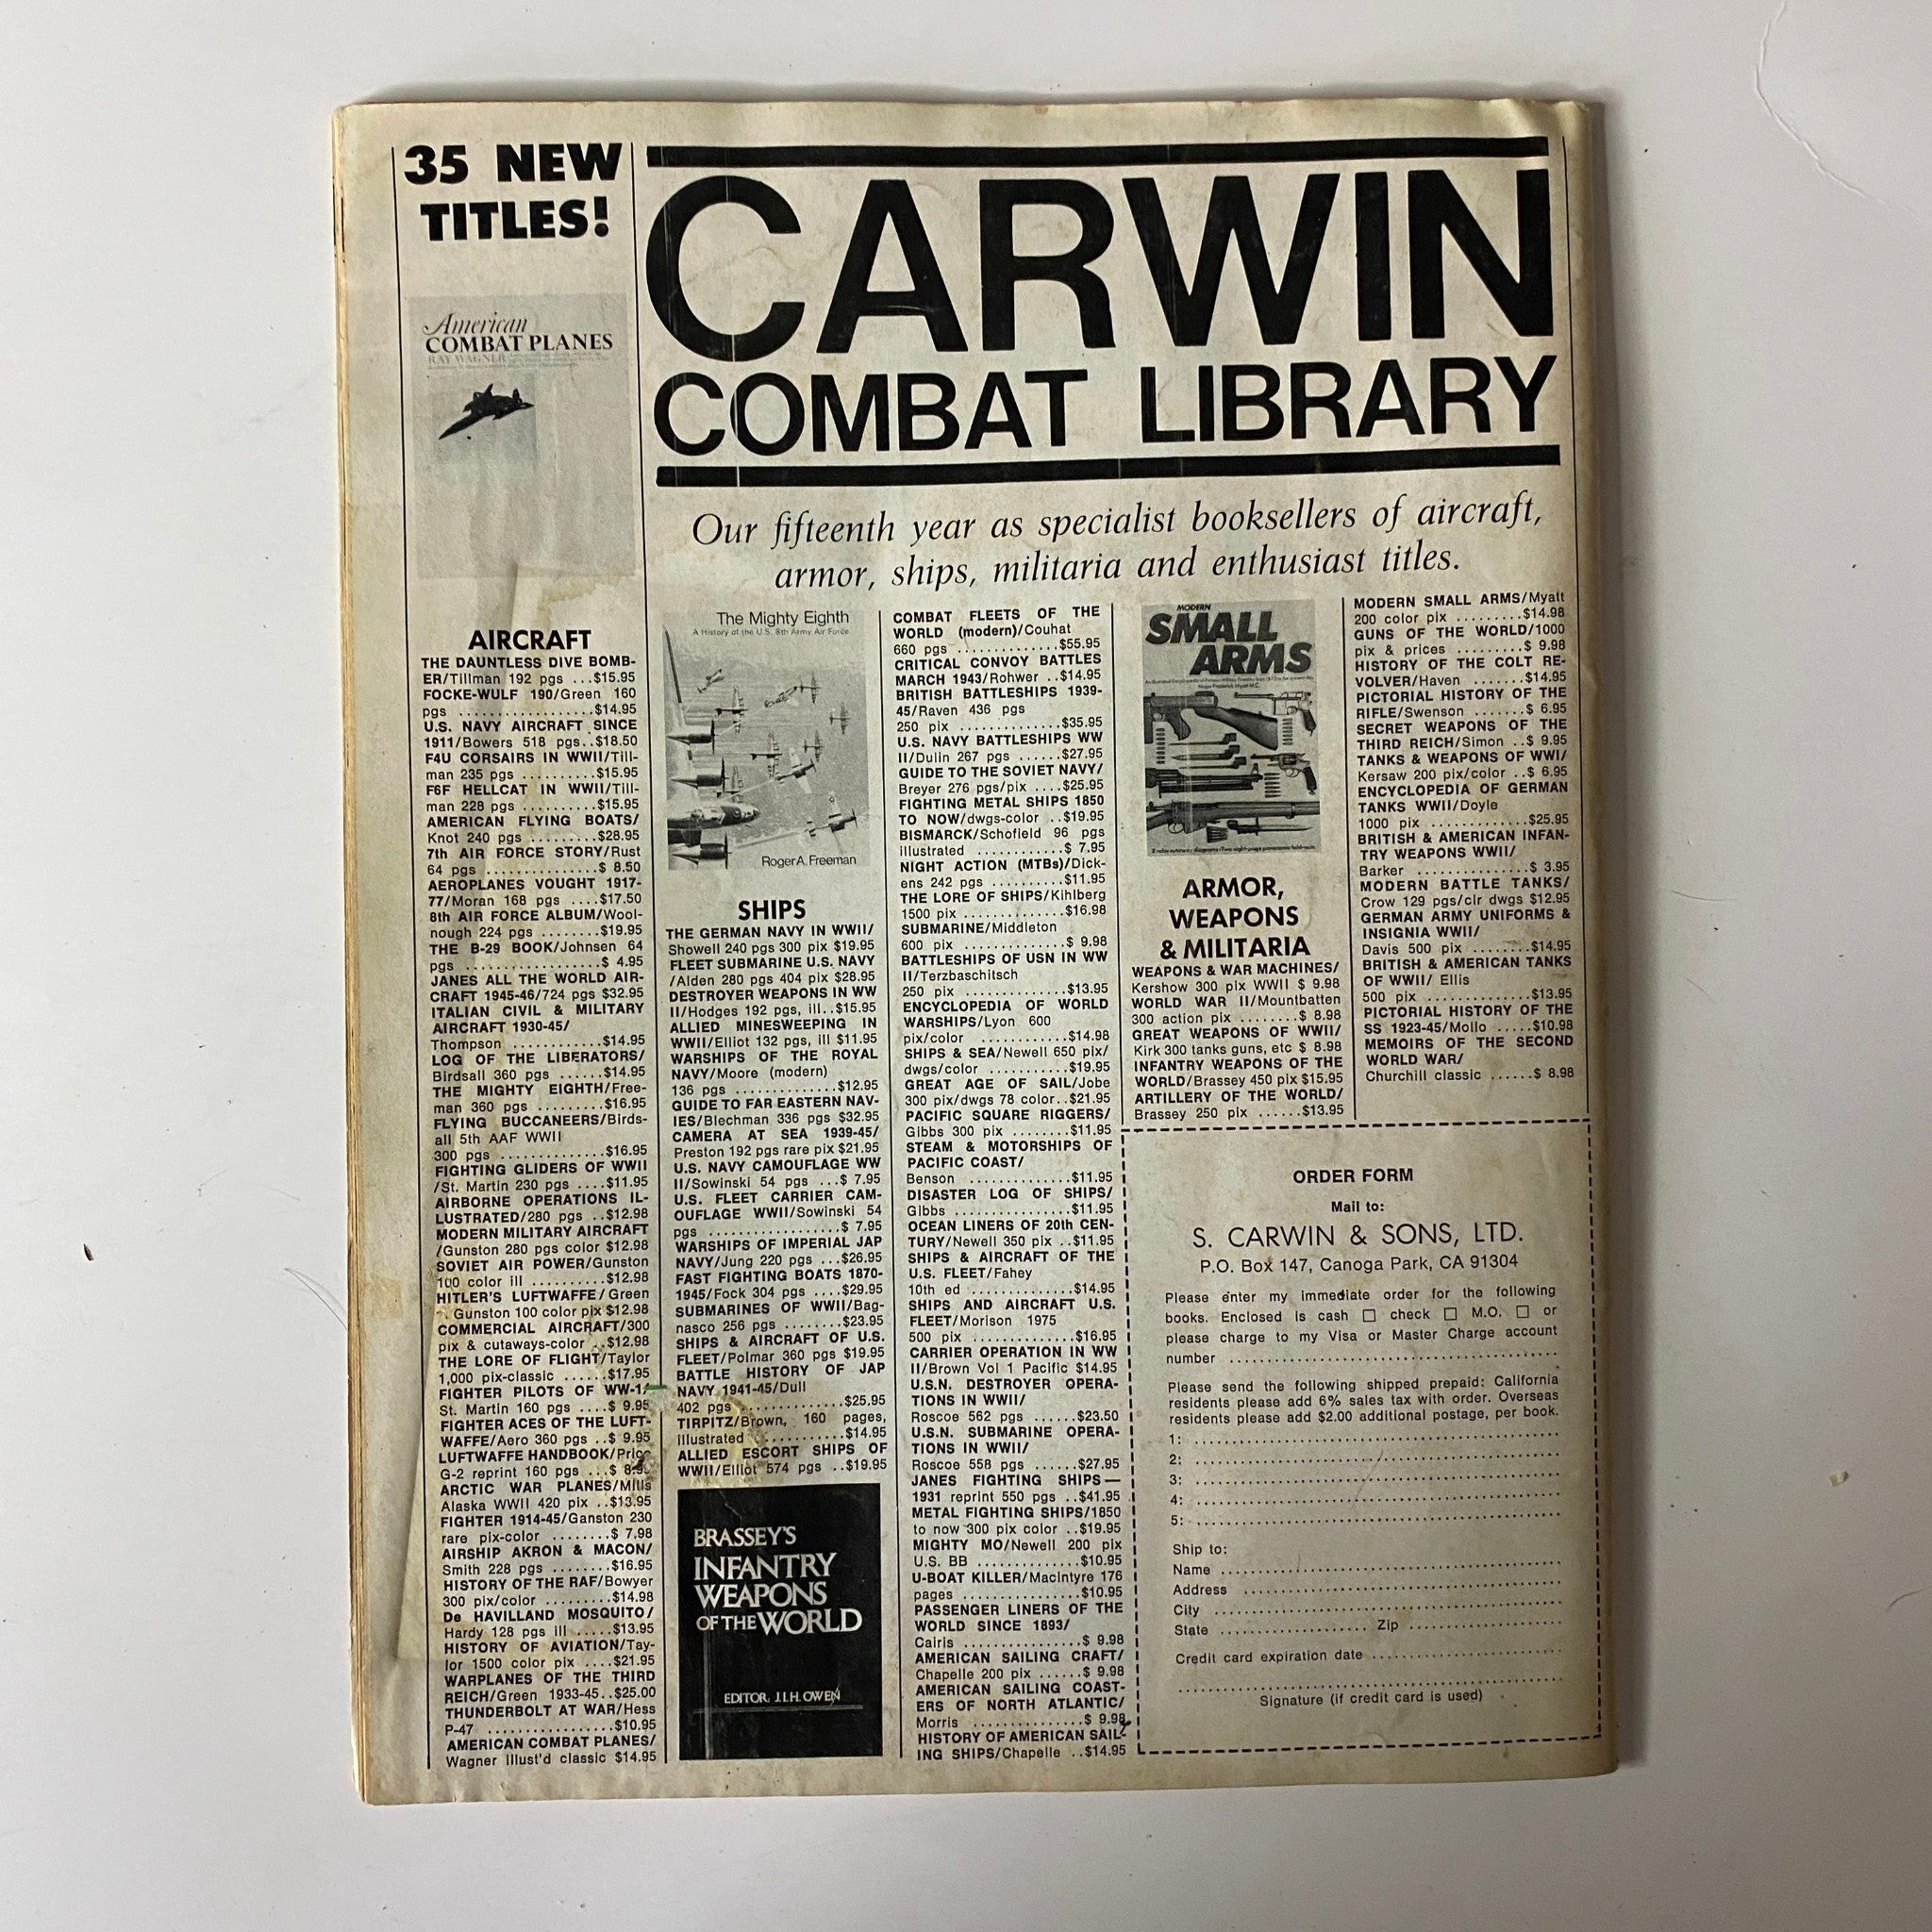 35 NEW
TITLES!
CARWIN
COMBAT LIBRARY
Our fifteenth year as specialist booksellers of aircraft,
armor, ships, militaria and enthusiast titles.
American
COMBAT PLANES
RAY WAGNER
AIRCRAFT
THE DAUNTLESS DIVE BOMB-
ER/Tillman 192 pgs ...$15.95
FOCKE-WULF 190/Green 160
pgs .................$14.95
U.S. NAVY AIRCRAFT SINCE
1911/Bowers 518 pgs..$18.50
F4U CORSAIRS IN WWII/Till-
man 235 pgs ..........$15.95
F6F HELLCAT IN WWII/Till-
man 228 pgs ..........$15.95
AMERICAN FLYING BOATS/
Knot 240 pgs .........$28.95
7th AIR FORCE STORY/Rust
64 pgs ...............$ 8.50
AEROPLANES VOUGHT 1917-
77/Moran 168 pgs ....$17.50
8th AIR FORCE ALBUM/Wool-
nough 224 pgs ........$19.95
THE B-29 BOOK/Johnsen 64
pgs ..................$ 4.95
JANES ALL THE WORLD AIR-
CRAFT 1945-46/724 pgs $32.95
ITALIAN CIVIL & MILITARY
AIRCRAFT 1930-45/
Thompson ............$14.95
LOG OF THE LIBERATORS/
Birdsall 360 pgs ......$14.95
THE MIGHTY EIGHTH/Free-
man 360 pgs .........$16.95
FLYING BUCCANEERS/Birds-
all 5th AAF WWII
300 pgs ..............$16.95
FIGHTING GLIDERS OF WWII
/St. Martin 230 pgs ....$11.95
AIRBORNE OPERATIONS IL-
LUSTRATED/280 pgs ..$12.98
MODERN MILITARY AIRCRAFT
/Gunston 280 pgs color $12.98
SOVIET AIR POWER/Gunston
100 color ill ..........$12.98
HITLER'S LUFTWAFFE/Green
Gunston 100 color pix $12.98
COMMERCIAL AIRCRAFT/300
pix & cutaways-color ..$12.98
THE LORE OF FLIGHT/Taylor
1,000 pix-classic ......$17.95
FIGHTER PILOTS OF WW-1/
St. Martin 160 pgs ....$ 9.95
FIGHTER ACES OF THE LUFT-
WAFFE/Aero 360 pgs ..$ 9.95
LUFTWAFFE HANDBOOK/Price
G-2 reprint 160 pgs ...$
ARCTIC WAR PLANES/Mills
Alaska WWII 420 pix ..$13.95
FIGHTER 1914-45/Ganston 230
rare pix-color ........$ 7.98
AIRSHIP AKRON & MACON/
Smith 228 pgs ........$16.95
HISTORY OF THE RAF/Bowyer
300 pix/color .........$14.98
De HAVILLAND MOSQUITO/
Hardy 128 pgs ill .....$13.95
HISTORY OF AVIATION/Tay-
lor 1500 color pix ....$21.95
WARPLANES OF THE THIRD
REICH/Green 1933-45..$25.00
THUNDERBOLT AT WAR/Hess
P-47 .................$10.95
AMERICAN COMBAT PLANES/
Wagner illust'd classic $14.95
The Mighty Eighth
A History of the U.S. 8th Army Air Force
Roger A. Freeman
SHIPS
THE GERMAN NAVY IN WWII/
Showell 240 pgs 300 pix $19.95
FLEET SUBMARINE U.S. NAVY
/Alden 280 pgs 404 pix $28.95
DESTROYER WEAPONS IN WW
II/Hodges 192 pgs, ill..$15.95
ALLIED MINESWEEPING IN
WWII/Elliot 132 pgs, ill $11.95
WARSHIPS OF THE ROYAL
NAVY/Moore (modern)
136 pgs ..............$12.95
GUIDE TO FAR EASTERN NAV-
IES/Blechman 336 pgs $32.95
CAMERA AT SEA 1939-45/
Preston 192 pgs rare pix $21.95
U.S. NAVY CAMOUFLAGE WW
II/Sowinski 54 pgs ...$ 7.95
U.S. FLEET CARRIER CAM-
OUFLAGE WWII/Sowinski 54
pgs ..................$ 7.95
WARSHIPS OF IMPERIAL JAP
NAVY/Jung 220 pgs ...$26.95
FAST FIGHTING BOATS 1870-
1945/Fock 304 pgs ....$29.95
SUBMARINES OF WWII/Bag-
nasco 256 pgs ........$23.95
SHIPS & AIRCRAFT OF U.S.
FLEET/Polmar 360 pgs $19.95
BATTLE HISTORY OF JAP
NAVY 1941-45/Dull
402 pgs ..............$25.95
TIRPITZ/Brown, 160 pages,
illustrated ...........$14.95
ALLIED ESCORT SHIPS OF
WWII/Elliot 574 pgs ..$19.95
BRASSEY'S
INFANTRY
WEAPONS
OF THE WORLD
EDITOR, J.I.H. OWEN
COMBAT FLEETS OF THE
WORLD (modern)/Couhat
660 pgs ..............$55.95
CRITICAL CONVOY BATTLES
MARCH 1943/Rohwer ..$14.95
BRITISH BATTLESHIPS 1939-
45/Raven 436 pgs
250 pix ..............$35.95
U.S. NAVY BATTLESHIPS WW
II/Dulin 267 pgs ......$27.95
GUIDE TO THE SOVIET NAVY/
Breyer 276 pgs/pix ....$25.95
FIGHTING METAL SHIPS 1850
TO NOW/dwgs-color ..$19.95
BISMARCK/Schofield 96 pgs
illustrated ............$ 7.95
NIGHT ACTION (MTBs)/Dick-
ens 242 pgs ..........$11.95
THE LORE OF SHIPS/Kihlberg
1500 pix .............$16.98
SUBMARINE/Middleton
600 pix ..............$ 9.98
BATTLESHIPS OF USN IN WW
II/Terzbaschitsch
250 pix ..............$13.95
ENCYCLOPEDIA OF WORLD
WARSHIPS/Lyon 600
pix/color .............$14.98
SHIPS & SEA/Newell 650 pix/
dwgs/color ...........$19.95
GREAT AGE OF SAIL/Jobe
300 pix/dwgs 78 color..$21.95
PACIFIC SQUARE RIGGERS/
Gibbs 300 pix ........$11.95
STEAM & MOTORSHIPS OF
PACIFIC COAST/
Benson ..............$11.95
DISASTER LOG OF SHIPS/
Gibbs ................$11.95
OCEAN LINERS OF 20th CEN-
TURY/Newell 350 pix ..$11.95
SHIPS & AIRCRAFT OF THE
U.S. FLEET/Fahey
10th ed ..............$14.95
SHIPS AND AIRCRAFT U.S.
FLEET/Morison 1975
500 pix ..............$16.95
CARRIER OPERATION IN WW
II/Brown Vol 1 Pacific $14.95
U.S.N. DESTROYER OPERA-
TIONS IN WWII/
Roscoe 562 pgs ......$23.50
U.S.N. SUBMARINE OPERA-
TIONS IN WWII/
Roscoe 558 pgs ......$27.95
JANES FIGHTING SHIPS—
1931 reprint 550 pgs ..$41.95
METAL FIGHTING SHIPS/1850
to now 300 pix color ..$19.95
MIGHTY MO/Newell 200 pix
U.S. BB ..............$10.95
U-BOAT KILLER/MacIntyre 176
pages ................$10.95
PASSENGER LINERS OF THE
WORLD SINCE 1893/
Cairis ................$ 9.98
AMERICAN SAILING CRAFT/
Chapelle 200 pix ......$ 9.98
AMERICAN SAILING COAST-
ERS OF NORTH ATLANTIC/
Morris ...............$ 9.98
HISTORY OF AMERICAN SAIL-
ING SHIPS/Chapelle ..$14.95
MODERN
SMALL
ARMS
ARMOR,
WEAPONS
& MILITARIA
WEAPONS & WAR MACHINES/
Kershow 300 pix WWII $ 9.98
WORLD WAR II/Mountbatten
300 action pix ........$ 8.98
GREAT WEAPONS OF WWII/
Kirk 300 tanks guns, etc $ 8.98
INFANTRY WEAPONS OF THE
WORLD/Brassey 450 pix $15.95
ARTILLERY OF THE WORLD/
Brassey 250 pix ......$13.95
MODERN SMALL ARMS/Myatt
200 color pix .........$14.98
GUNS OF THE WORLD/1000
pix & prices .........$ 9.98
HISTORY OF THE COLT RE-
VOLVER/Haven .......$14.95
PICTORIAL HISTORY OF THE
RIFLE/Swenson .......$ 6.95
SECRET WEAPONS OF THE
THIRD REICH/Simon ..$ 9.95
TANKS & WEAPONS OF WWI/
Kersaw 200 pix/color ..$ 6.95
ENCYCLOPEDIA OF GERMAN
TANKS WWII/Doyle
1000 pix .............$25.95
BRITISH & AMERICAN INFAN-
TRY WEAPONS WWII/
Barker ...............$ 3.95
MODERN BATTLE TANKS/
Crow 129 pgs/clr dwgs $12.95
GERMAN ARMY UNIFORMS &
INSIGNIA WWII/
Davis 500 pix ........$14.95
BRITISH & AMERICAN TANKS
OF WWII/ Ellis
500 pix ..............$13.95
PICTORIAL HISTORY OF THE
SS 1923-45/Mollo .....$10.98
MEMOIRS OF THE SECOND
WORLD WAR/
Churchill classic ......$ 8.98
ORDER FORM
Mail to:
S. CARWIN & SONS, LTD.
P.O. Box 147, Canoga Park, CA 91304
Please enter my immediate order for the following
books. Enclosed is cash □ check □ M.O. □ or
please charge to my Visa or Master Charge account
number ..........
Please send the following shipped prepaid: California
residents please add 6% sales tax with order. Overseas
residents please add $2.00 additional postage, per book.
1: ..........
2: ..........
3: ..........
4: ..........
5: ..........
Ship to:
Name ..........
Address ..........
City ..........
State .......... Zip ..........
Credit card expiration date ..........
Signature (if credit card is used)